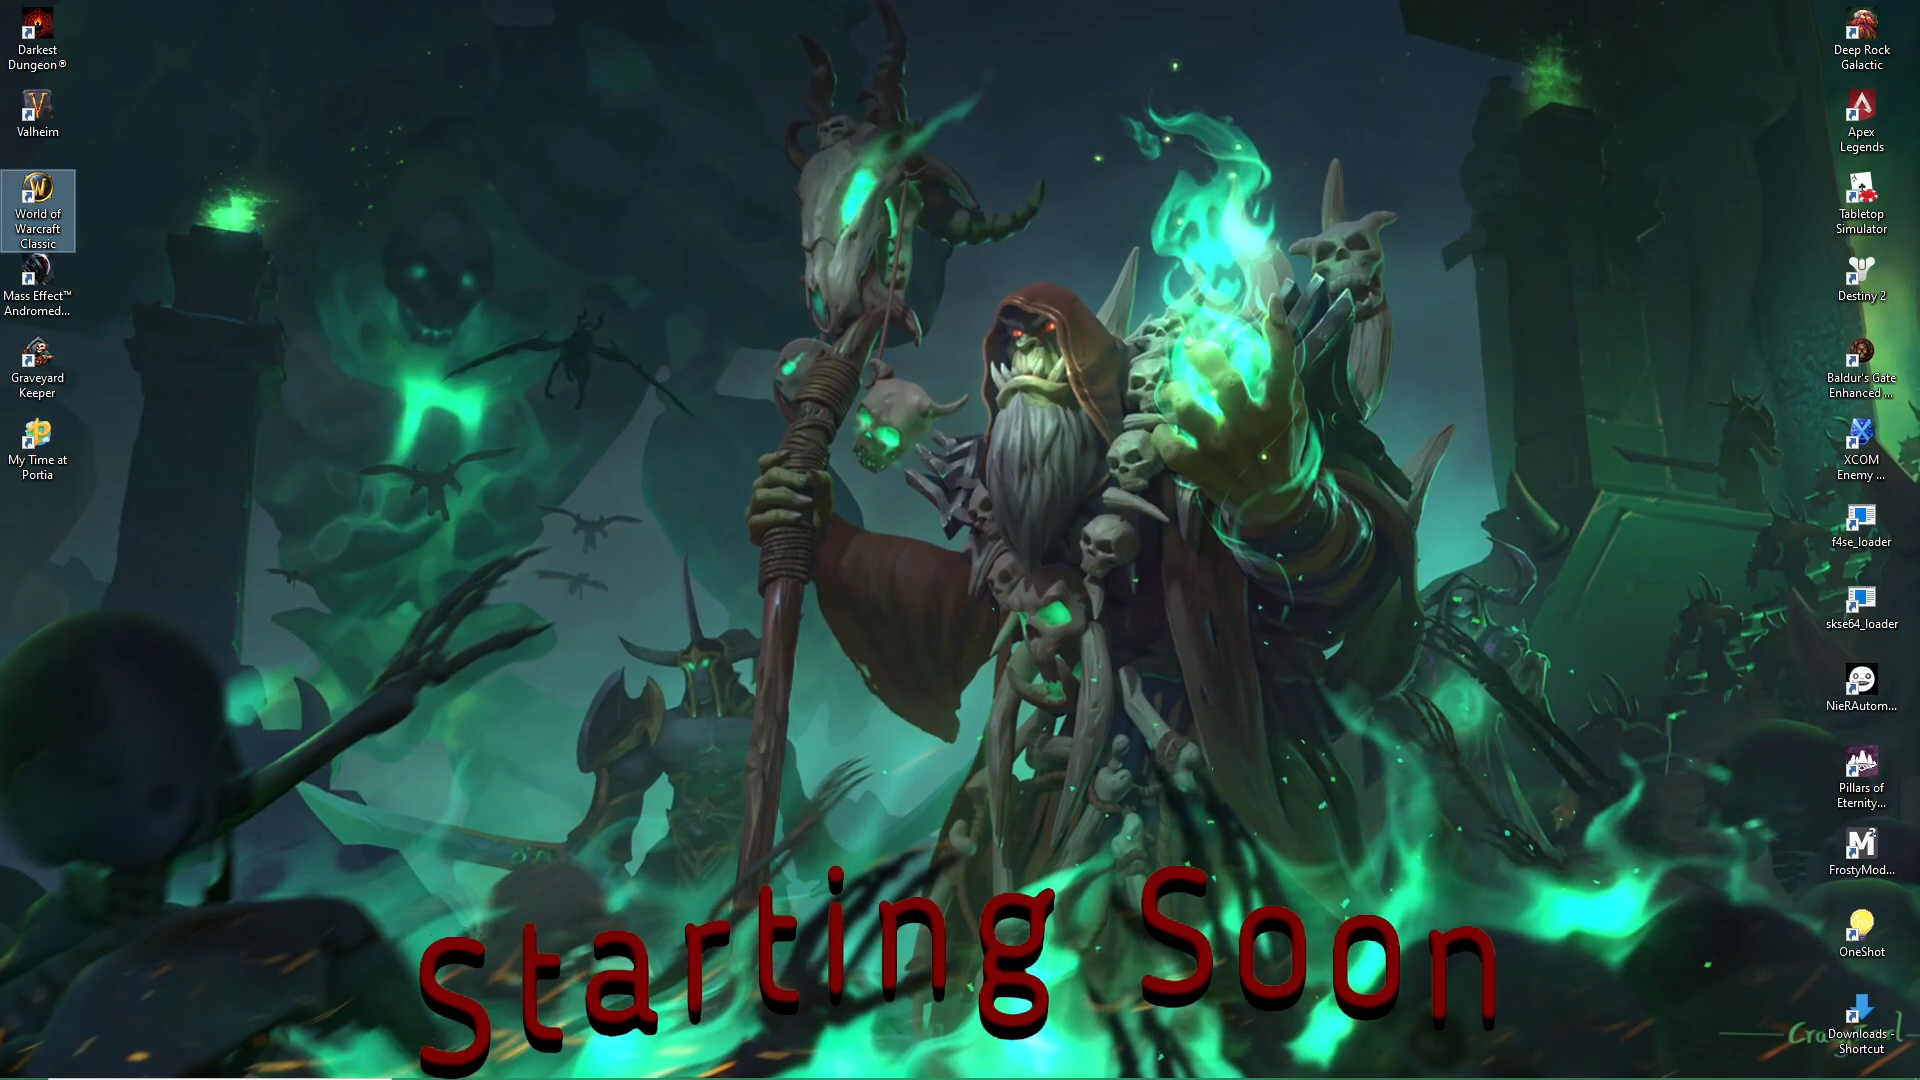 Darkest
Dungeon®
Valheim
World of
Warcraft
Classic
Mass Effect™
Andromed...
Graveyard
Keeper
My Time at
Portia
Deep Rock
Galactic
Apex
Legends
Tabletop
Simulator
Destiny 2
Baldur's Gate
Enhanced ...
XCOM
Enemy ...
f4se_loader
skse64_loader
NieRAutom...
Pillars of
Eternity...
FrostyMod...
OneShot
Downloads -
Shortcut
Starting Soon